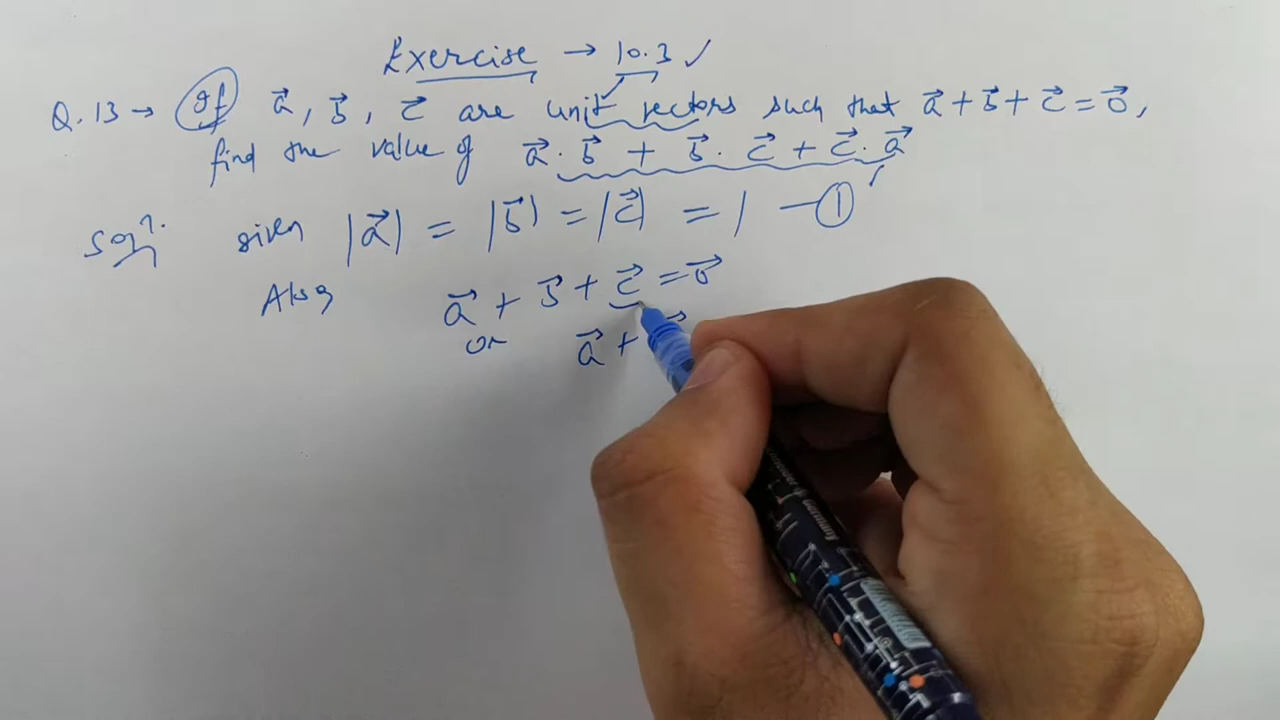 Exercise → 10.3 ✓
Q.13 → If a⃗, b⃗, c⃗ are unit vectors such that a⃗ + b⃗ + c⃗ = 0⃗,
find the value of a⃗ . b⃗ + b⃗ . c⃗ + c⃗ . a⃗
Solⁿ. given |a⃗| = |b⃗| = |c⃗| = 1 — ①
Also a⃗ + b⃗ + c⃗ = 0⃗
or a⃗ +